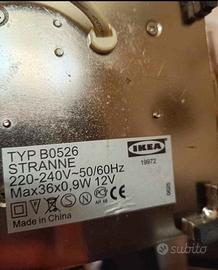 IKEA
19972
TYP B0526
STRANNE
220-240V~50/60Hz
Max36x0,9W 12V
Made in China
subito